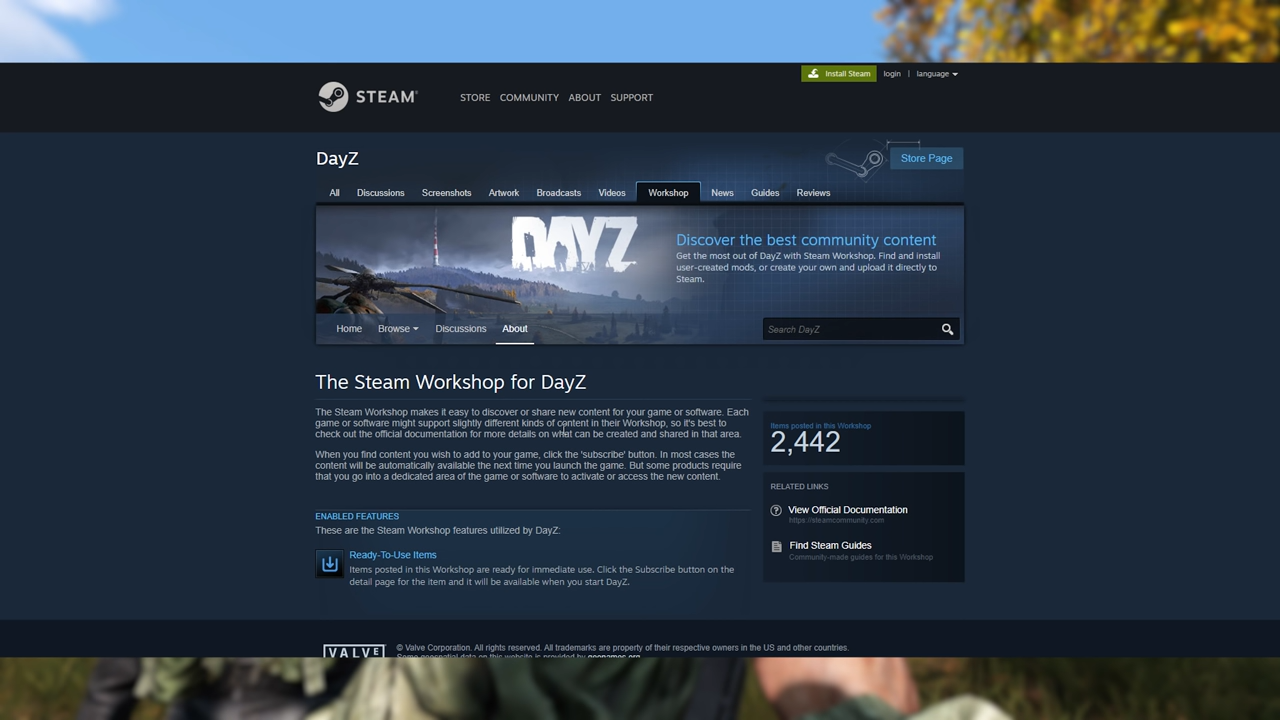 Install Steam
login | language
STEAM®
STORE COMMUNITY ABOUT SUPPORT
DayZ
Store Page
All Discussions Screenshots Artwork Broadcasts Videos Workshop News Guides Reviews
DAYZ
Discover the best community content
Get the most out of DayZ with Steam Workshop. Find and install
user-created mods, or create your own and upload it directly to
Steam.
Home Browse Discussions About
Search DayZ
The Steam Workshop for DayZ
The Steam Workshop makes it easy to discover or share new content for your game or software. Each
game or software might support slightly different kinds of content in their Workshop, so it's best to
check out the official documentation for more details on what can be created and shared in that area.
When you find content you wish to add to your game, click the 'subscribe' button. In most cases the
content will be automatically available the next time you launch the game. But some products require
that you go into a dedicated area of the game or software to activate or access the new content.
ENABLED FEATURES
These are the Steam Workshop features utilized by DayZ:
Ready-To-Use Items
Items posted in this Workshop are ready for immediate use. Click the Subscribe button on the
detail page for the item and it will be available when you start DayZ.
Items posted in this Workshop
2,442
RELATED LINKS
View Official Documentation
https://steamcommunity.com
Find Steam Guides
Community-made guides for this Workshop
VALVE
© Valve Corporation. All rights reserved. All trademarks are property of their respective owners in the US and other countries.
Some geospatial data on this website is provided by geonames.org.